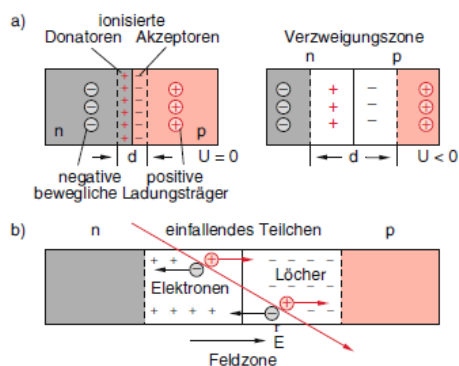 a)
ionisierte
Donatoren Akzeptoren
Verzweigungszone
n p
n p
d U = 0
d U < 0
negative positive
bewegliche Ladungsträger
b)
n einfallendes Teilchen p
Elektronen
Löcher
r
E
Feldzone